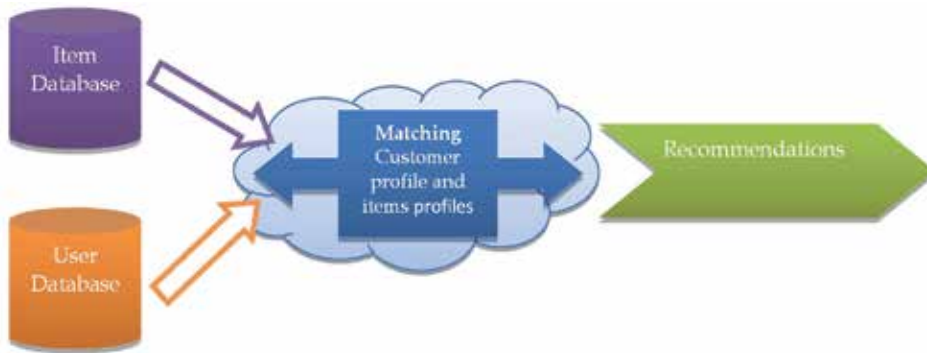 Item
Database
Matching
Customer
profile and
items profiles
Recommendations
User
Database